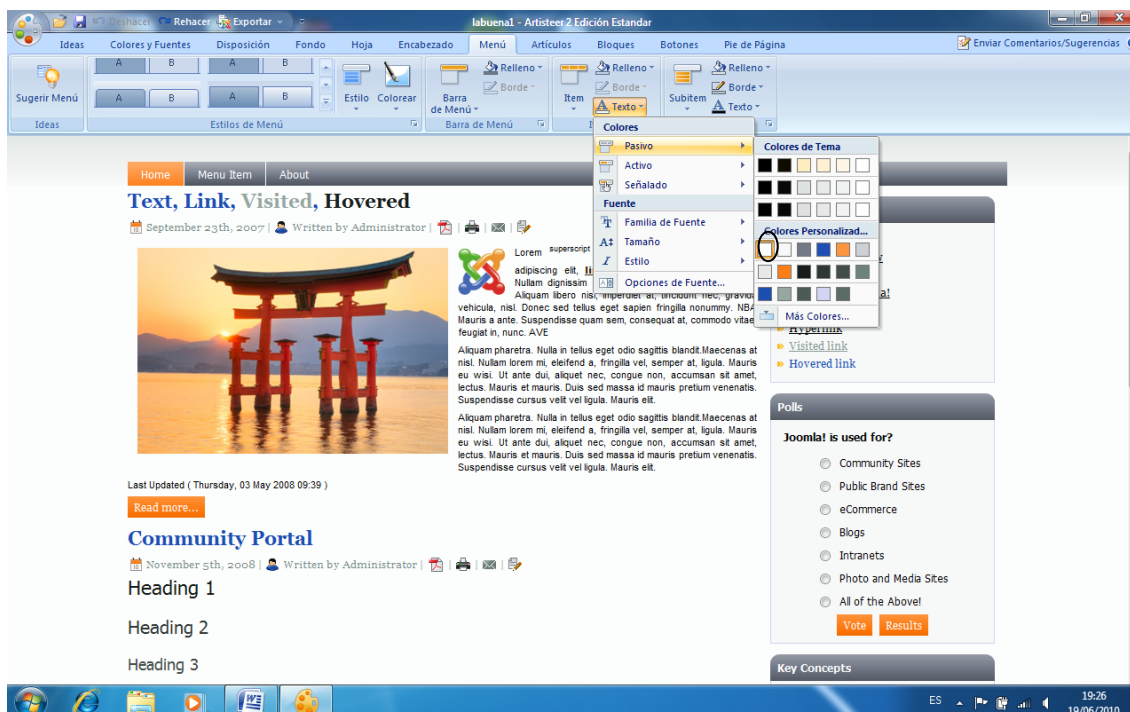 Deshacer Rehacer Exportar
labuena1 - Artisteer 2 Edición Estandar
Ideas Colores y Fuentes Disposición Fondo Hoja Encabezado Menú Artículos Bloques Botones Pie de Página Enviar Comentarios/Sugerencias
A B A B
A B A B
Sugerir Menú
Estilo Colorear
Barra de Menú
Relleno
Borde
Item
Relleno
Borde
Texto
Subitem
Relleno
Borde
Texto
Ideas Estilos de Menú Barra de Menú
Colores
Pasivo
Activo
Señalado
Fuente
Familia de Fuente
Tamaño
Estilo
Opciones de Fuente...
Colores de Tema
Colores Personalizad...
Más Colores...
Home Menu Item About
Text, Link, Visited, Hovered
September 23th, 2007 | Written by Administrator | | | |
Lorem superscript
adipiscing elit,
Nullam dignissim
Aliquam libero nisi, imperdiet at, tincidunt nec, gravida
vehicula, nisl. Donec sed tellus eget sapien fringilla nonummy. NBA
Mauris a ante. Suspendisse quam sem, consequat at, commodo vitae
feugiat in, nunc. AVE
Aliquam pharetra. Nulla in tellus eget odio sagittis blandit.Maecenas at
nisl. Nullam lorem mi, eleifend a, fringilla vel, semper at, ligula. Mauris
eu wisi. Ut ante dui, aliquet nec, congue non, accumsan sit amet,
lectus. Mauris et mauris. Duis sed massa id mauris pretium venenatis.
Suspendisse cursus velit vel ligula. Mauris elit.
Aliquam pharetra. Nulla in tellus eget odio sagittis blandit.Maecenas at
nisl. Nullam lorem mi, eleifend a, fringilla vel, semper at, ligula. Mauris
eu wisi. Ut ante dui, aliquet nec, congue non, accumsan sit amet,
lectus. Mauris et mauris. Duis sed massa id mauris pretium venenatis.
Suspendisse cursus velit vel ligula. Mauris elit.
Last Updated ( Thursday, 03 May 2008 09:39 )
Read more...
Community Portal
November 5th, 2008 | Written by Administrator | | | |
Heading 1
Heading 2
Heading 3
Hyperlink
Visited link
Hovered link
Polls
Joomla! is used for?
Community Sites
Public Brand Sites
eCommerce
Blogs
Intranets
Photo and Media Sites
All of the Above!
Vote Results
Key Concepts
ES
19:26
19/06/2010